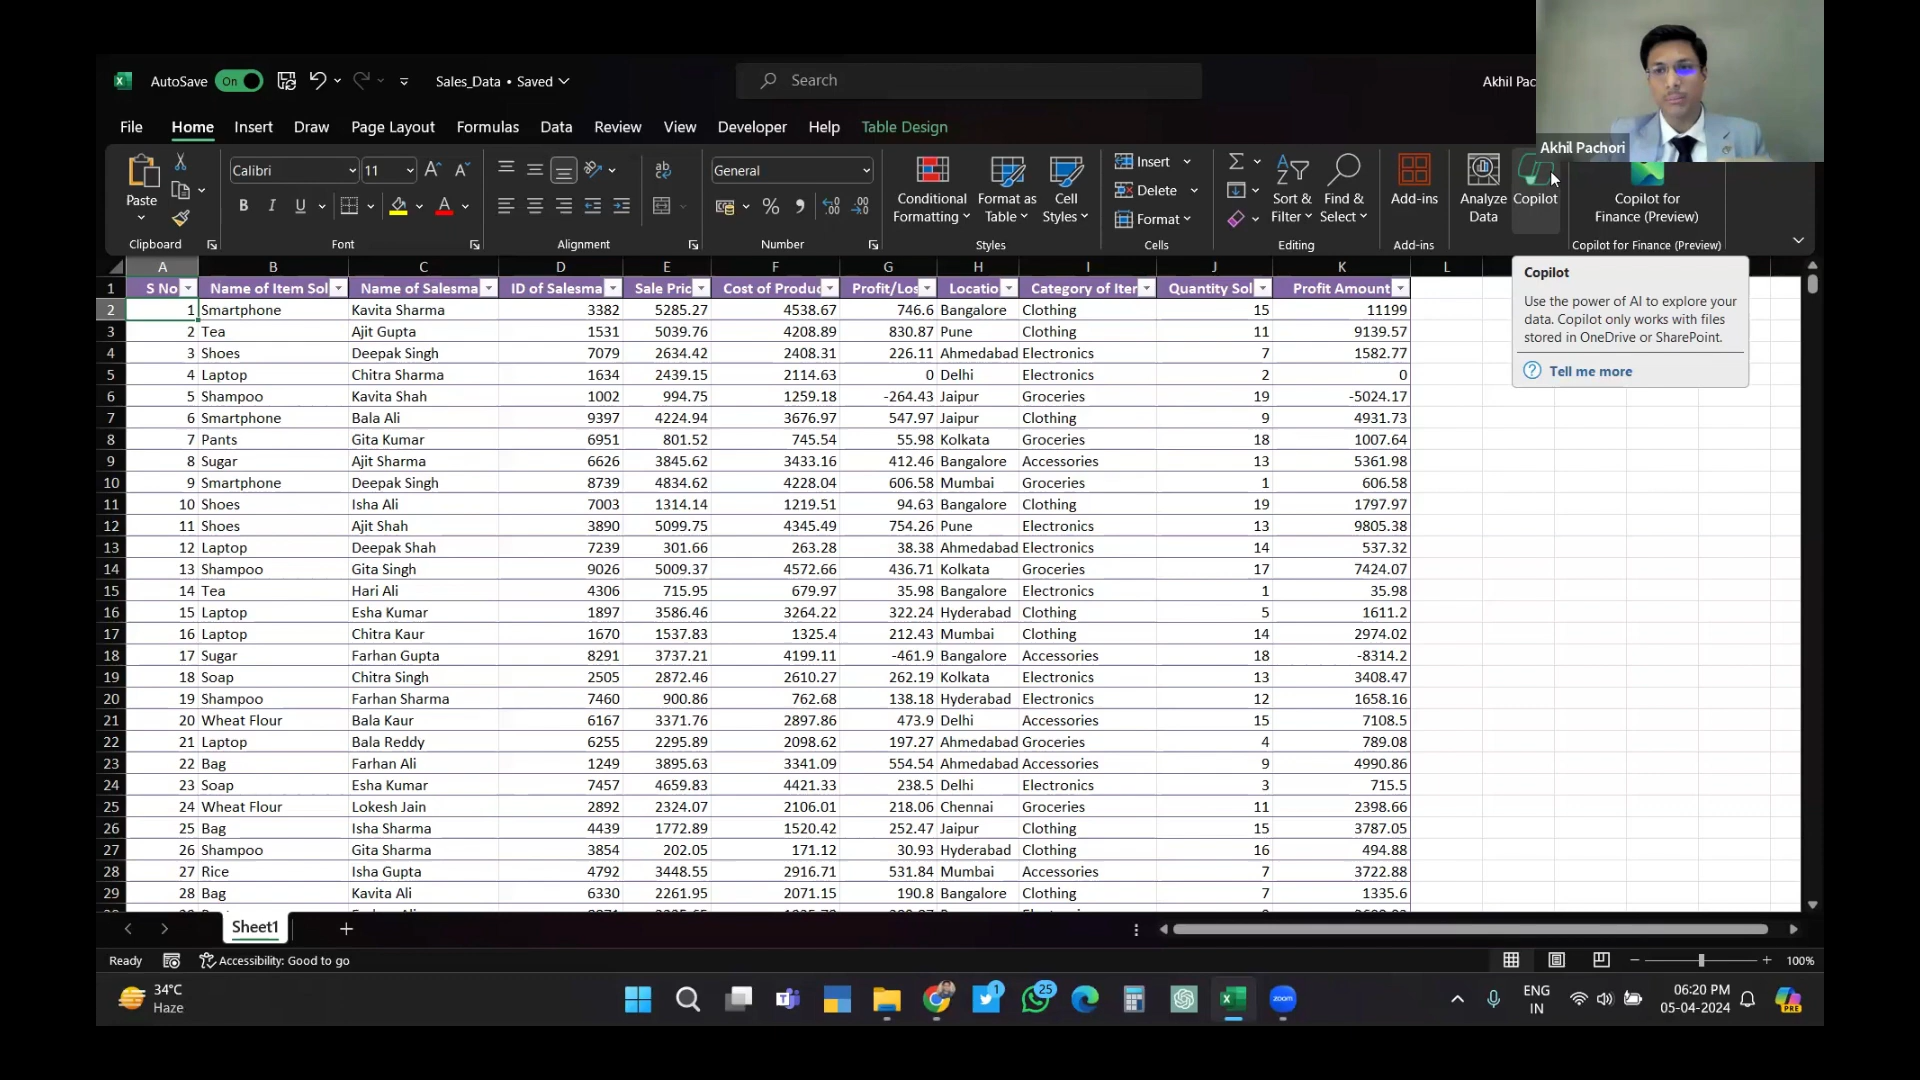 AutoSave On Sales_Data • Saved Search Akhil Pac
Akhil Pachori
File Home Insert Draw Page Layout Formulas Data Review View Developer Help Table Design
Paste
Clipboard
Calibri 11
B I U A
Font
Alignment
General
Number
Conditional Formatting
Format as Table
Cell Styles
Styles
Insert
Delete
Format
Cells
Sort & Filter
Find & Select
Editing
Add-ins
Add-ins
Analyze Data
Copilot
Copilot for Finance (Preview)
Copilot for Finance (Preview)
Copilot
Use the power of AI to explore your
data. Copilot only works with files
stored in OneDrive or SharePoint.
Tell me more
A B C D E F G H I J K L
1 S No Name of Item Sol Name of Salesma ID of Salesma Sale Pric Cost of Produc Profit/Los Locatio Category of Iter Quantity Sol Profit Amount
2 1 Smartphone Kavita Sharma 3382 5285.27 4538.67 746.6 Bangalore Clothing 15 11199
3 2 Tea Ajit Gupta 1531 5039.76 4208.89 830.87 Pune Clothing 11 9139.57
4 3 Shoes Deepak Singh 7079 2634.42 2408.31 226.11 Ahmedabad Electronics 7 1582.77
5 4 Laptop Chitra Sharma 1634 2439.15 2114.63 0 Delhi Electronics 2 0
6 5 Shampoo Kavita Shah 1002 994.75 1259.18 -264.43 Jaipur Groceries 19 -5024.17
7 6 Smartphone Bala Ali 9397 4224.94 3676.97 547.97 Jaipur Clothing 9 4931.73
8 7 Pants Gita Kumar 6951 801.52 745.54 55.98 Kolkata Groceries 18 1007.64
9 8 Sugar Ajit Sharma 6626 3845.62 3433.16 412.46 Bangalore Accessories 13 5361.98
10 9 Smartphone Deepak Singh 8739 4834.62 4228.04 606.58 Mumbai Groceries 1 606.58
11 10 Shoes Isha Ali 7003 1314.14 1219.51 94.63 Bangalore Clothing 19 1797.97
12 11 Shoes Ajit Shah 3890 5099.75 4345.49 754.26 Pune Electronics 13 9805.38
13 12 Laptop Deepak Shah 7239 301.66 263.28 38.38 Ahmedabad Electronics 14 537.32
14 13 Shampoo Gita Singh 9026 5009.37 4572.66 436.71 Kolkata Groceries 17 7424.07
15 14 Tea Hari Ali 4306 715.95 679.97 35.98 Bangalore Electronics 1 35.98
16 15 Laptop Esha Kumar 1897 3586.46 3264.22 322.24 Hyderabad Clothing 5 1611.2
17 16 Laptop Chitra Kaur 1670 1537.83 1325.4 212.43 Mumbai Clothing 14 2974.02
18 17 Sugar Farhan Gupta 8291 3737.21 4199.11 -461.9 Bangalore Accessories 18 -8314.2
19 18 Soap Chitra Singh 2505 2872.46 2610.27 262.19 Kolkata Electronics 13 3408.47
20 19 Shampoo Farhan Sharma 7460 900.86 762.68 138.18 Hyderabad Electronics 12 1658.16
21 20 Wheat Flour Bala Kaur 6167 3371.76 2897.86 473.9 Delhi Accessories 15 7108.5
22 21 Laptop Bala Reddy 6255 2295.89 2098.62 197.27 Ahmedabad Groceries 4 789.08
23 22 Bag Farhan Ali 1249 3895.63 3341.09 554.54 Ahmedabad Accessories 9 4990.86
24 23 Soap Esha Kumar 7457 4659.83 4421.33 238.5 Delhi Electronics 3 715.5
25 24 Wheat Flour Lokesh Jain 2892 2324.07 2106.01 218.06 Chennai Groceries 11 2398.66
26 25 Bag Isha Sharma 4439 1772.89 1520.42 252.47 Jaipur Clothing 15 3787.05
27 26 Shampoo Gita Sharma 3854 202.05 171.12 30.93 Hyderabad Clothing 16 494.88
28 27 Rice Isha Gupta 4792 3448.55 2916.71 531.84 Mumbai Accessories 7 3722.88
29 28 Bag Kavita Ali 6330 2261.95 2071.15 190.8 Bangalore Clothing 7 1335.6
Sheet1
Ready Accessibility: Good to go 100%
34°C
Haze
1
25
zoom
ENG
IN
06:20 PM
05-04-2024
PRE